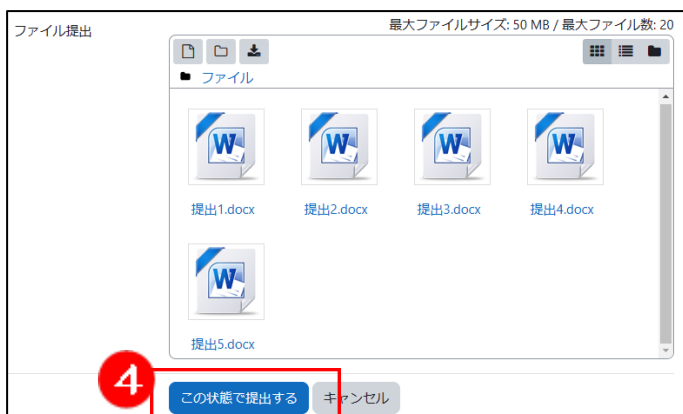 ファイル提出
最大ファイルサイズ: 50 MB / 最大ファイル数: 20
ファイル
W W W W
提出1.docx 提出2.docx 提出3.docx 提出4.docx
W
提出5.docx
4
この状態で提出する キャンセル